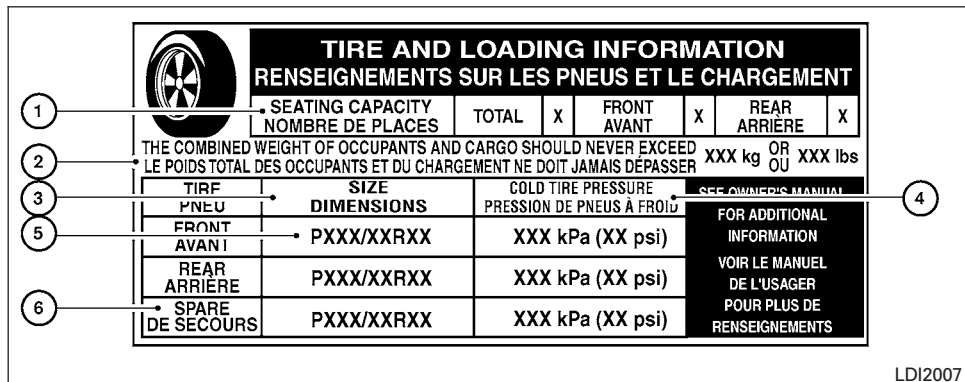 TIRE AND LOADING INFORMATION
RENSEIGNEMENTS SUR LES PNEUS ET LE CHARGEMENT
1
SEATING CAPACITY
NOMBRE DE PLACES
TOTAL
X
FRONT
AVANT
X
REAR
ARRIÈRE
X
2
THE COMBINED WEIGHT OF OCCUPANTS AND CARGO SHOULD NEVER EXCEED
LE POIDS TOTAL DES OCCUPANTS ET DU CHARGEMENT NE DOIT JAMAIS DÉPASSER
XXX kg
OR
OU
XXX lbs
3
TIRE
PNEU
SIZE
DIMENSIONS
COLD TIRE PRESSURE
PRESSION DE PNEUS À FROID
4
SEE OWNER'S MANUAL
FOR ADDITIONAL
INFORMATION
VOIR LE MANUEL
DE L'USAGER
POUR PLUS DE
RENSEIGNEMENTS
5
FRONT
AVANT
PXXX/XXRXX
XXX kPa (XX psi)
REAR
ARRIÈRE
PXXX/XXRXX
XXX kPa (XX psi)
6
SPARE
DE SECOURS
PXXX/XXRXX
XXX kPa (XX psi)
LDI2007